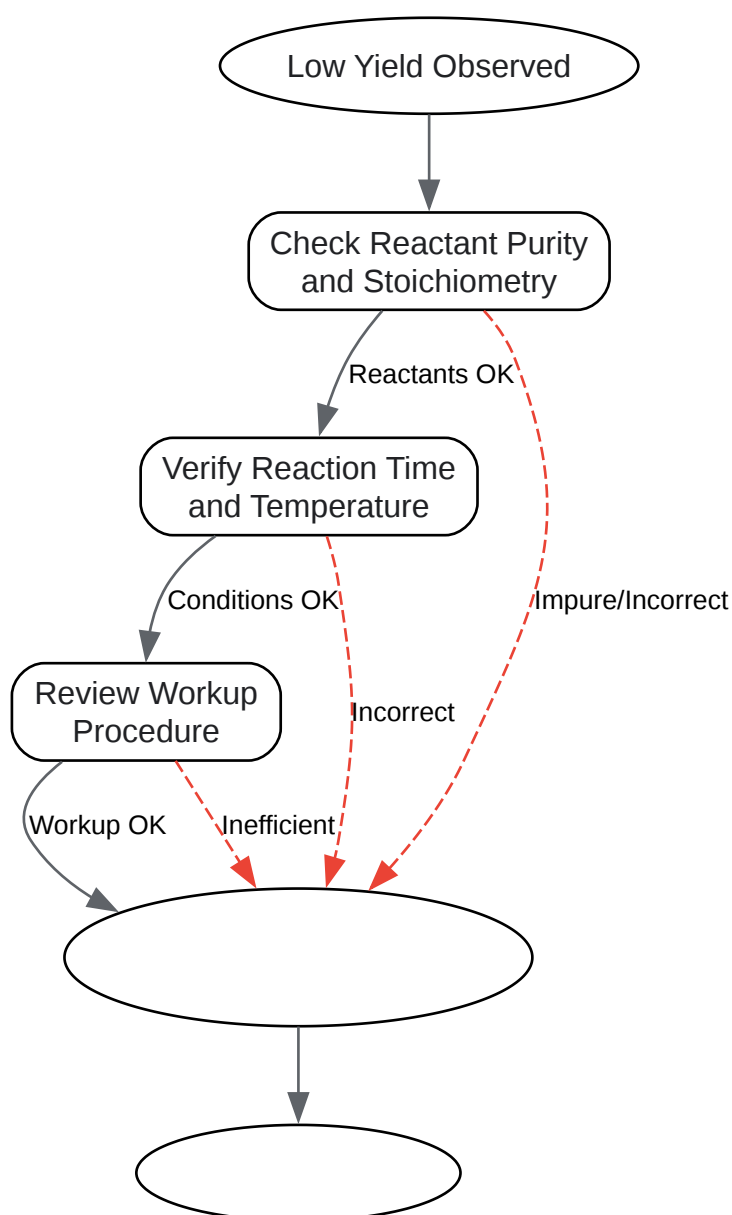 Low Yield Observed
Check Reactant Purity
and Stoichiometry
Reactants OK
Verify Reaction Time
and Temperature
Conditions OK
Impure/Incorrect
Review Workup
Procedure
Incorrect
Workup OK
Inefficient